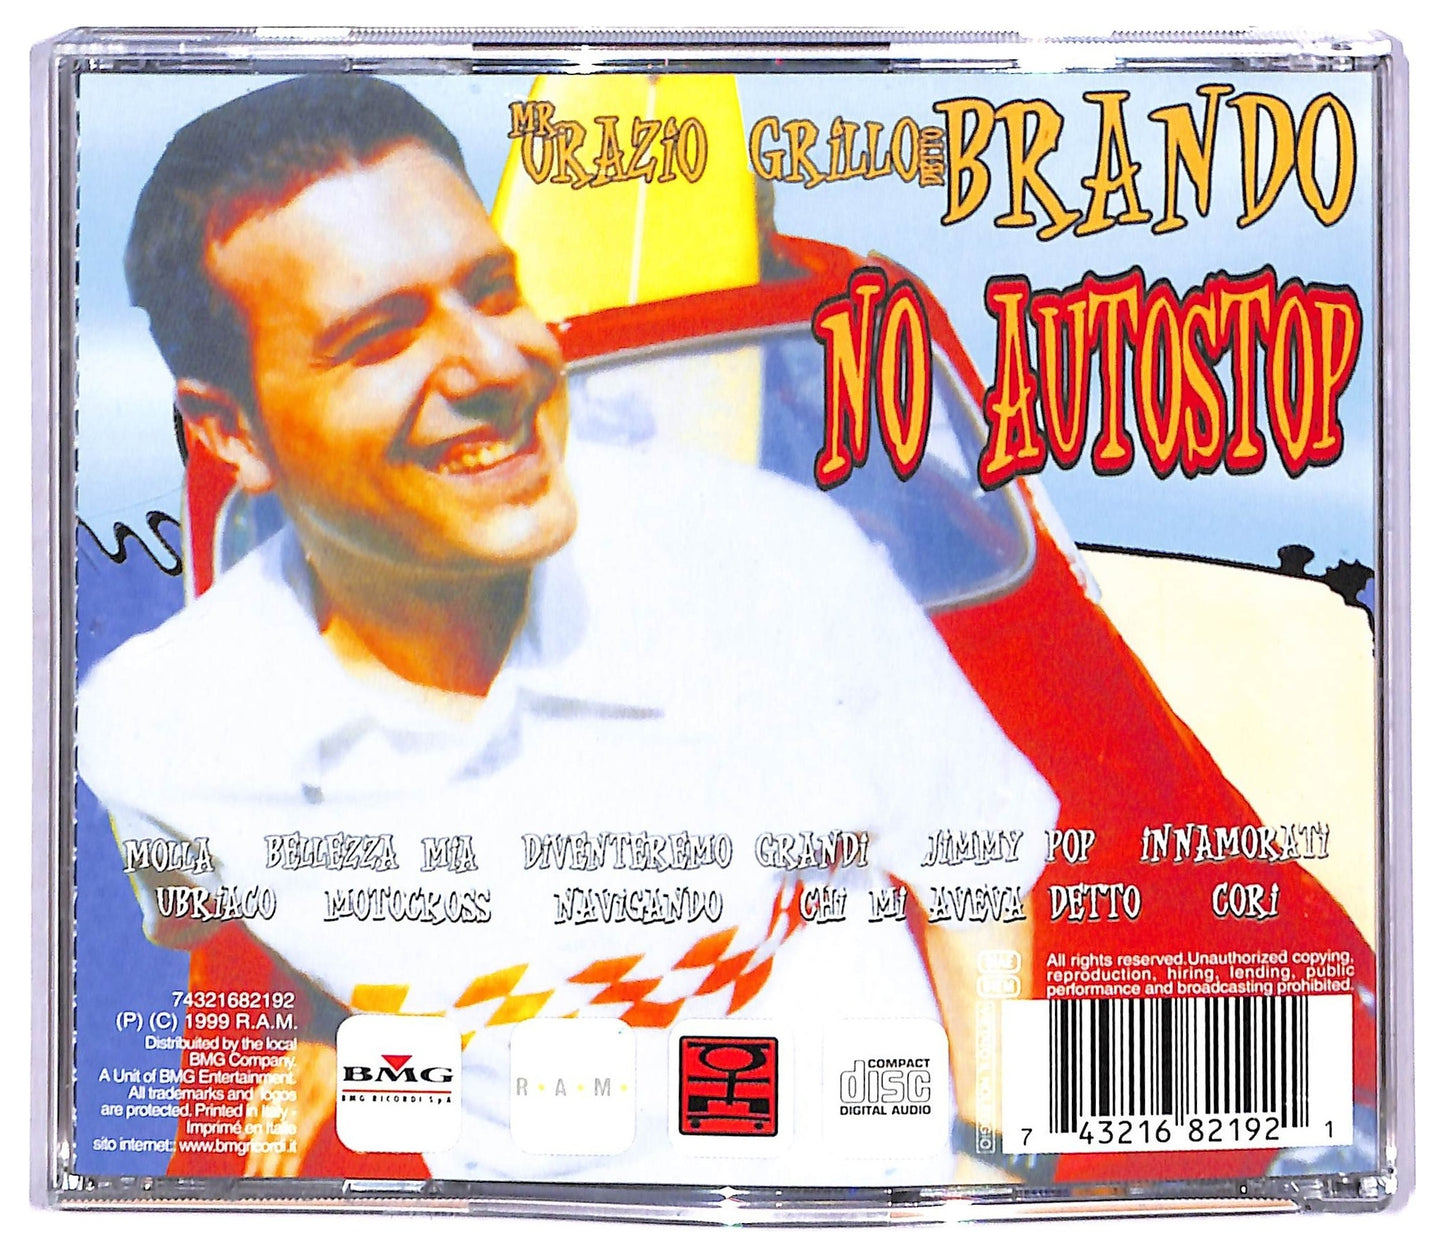 MR ORAZiO GRiLLO DETTO BRANDO
NO AUTOSTOP
MOLLA BELLEZZA MiA DiVENTEREMO GRANDi JiMMY POP iNNAMORATi
UBRiACO MOTOCROSS NAViGANDO CHi Mi AVEVA DETTO CORi
74321682192
(P) (C) 1999 R.A.M.
Distribuited by the local
BMG Company.
A Unit of BMG Entertainment.
All trademarks and logos
are protected. Printed in Italy -
Imprimé en Italie
sito internet: www.bmgricordi.it
BMG
BMG RICORDI SpA
R·A·M·
COMPACT
disc
DIGITAL AUDIO
SIAE
All rights reserved.Unauthorized copying,
reproduction, hiring, lending, public
performance and broadcasting prohibited.
7 43216 82192 1